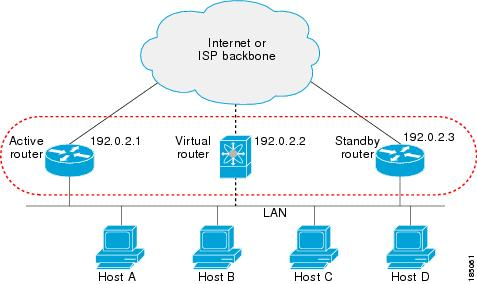 Internet or
ISP backbone
Active
router
192.0.2.1
Virtual
router
192.0.2.2
Standby
router
192.0.2.3
LAN
Host A
Host B
Host C
Host D
185061